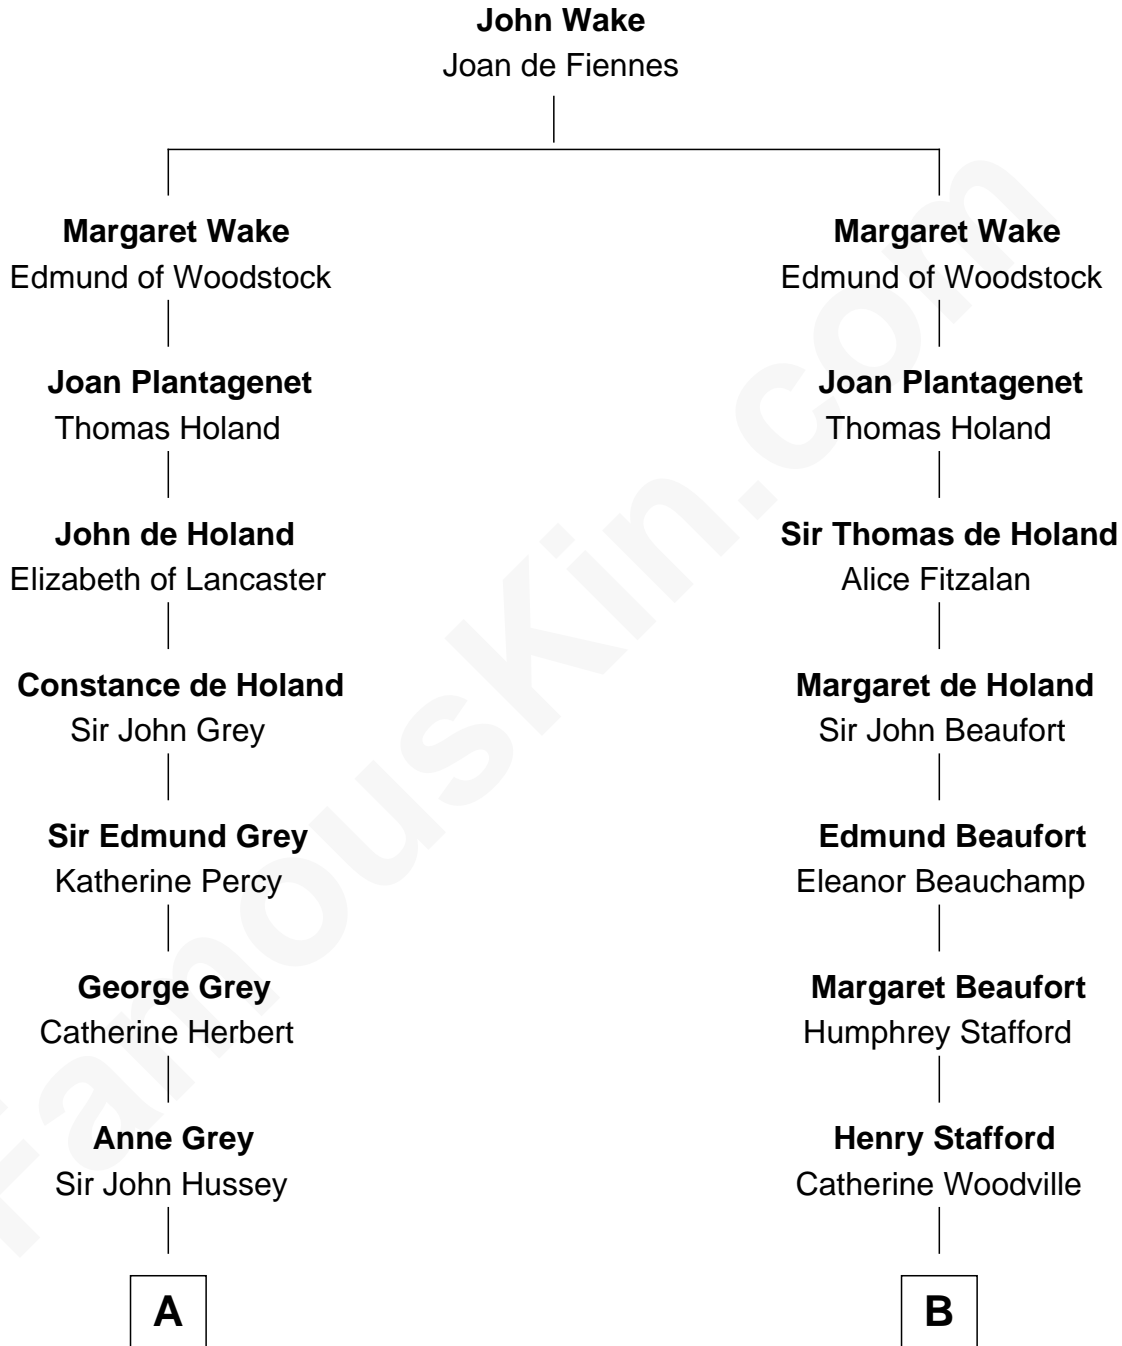 John Wake
Joan de Fiennes
Margaret Wake
Edmund of Woodstock
Margaret Wake
Edmund of Woodstock
Joan Plantagenet
Thomas Holand
Joan Plantagenet
Thomas Holand
John de Holand
Elizabeth of Lancaster
Sir Thomas de Holand
Alice Fitzalan
Constance de Holand
Sir John Grey
Margaret de Holand
Sir John Beaufort
Sir Edmund Grey
Katherine Percy
Edmund Beaufort
Eleanor Beauchamp
George Grey
Catherine Herbert
Margaret Beaufort
Humphrey Stafford
Anne Grey
Sir John Hussey
Henry Stafford
Catherine Woodville
A
B
FamousKin.com